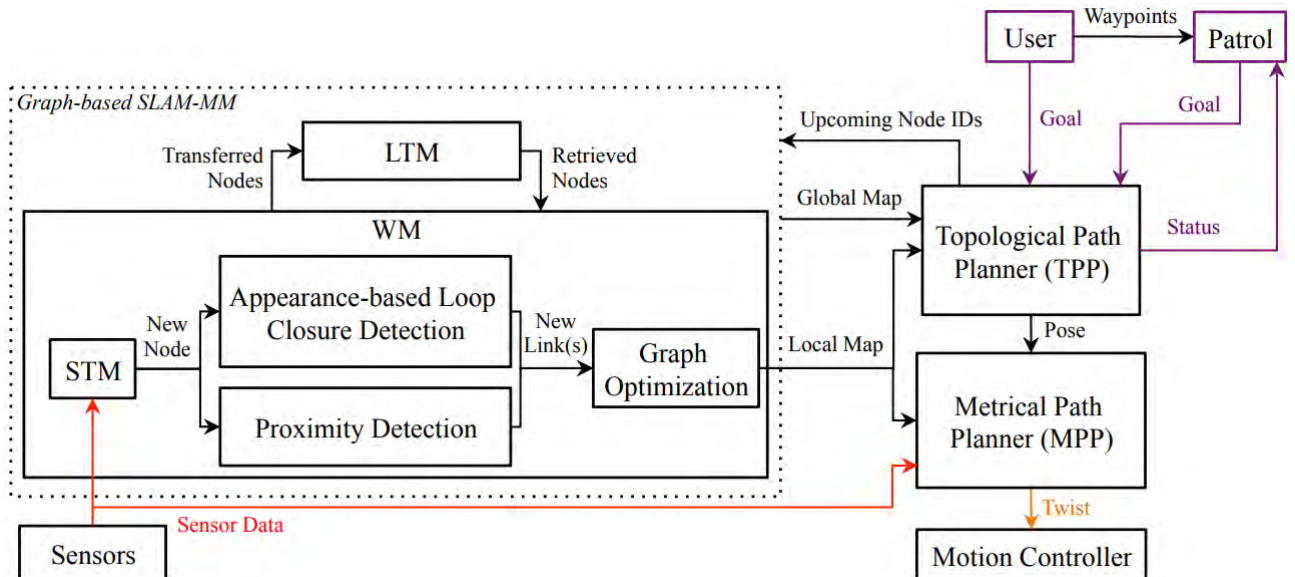 Waypoints
User
Patrol
Graph-based SLAM-MM
Goal
Goal
Upcoming Node IDs
Transferred
Nodes
LTM
Retrieved
Nodes
Global Map
WM
Topological Path
Planner (TPP)
Status
Appearance-based Loop
Closure Detection
New
Node
New
Link(s)
Pose
STM
Graph
Optimization
Local Map
Proximity Detection
Metrical Path
Planner (MPP)
Sensor Data
Twist
Sensors
Motion Controller